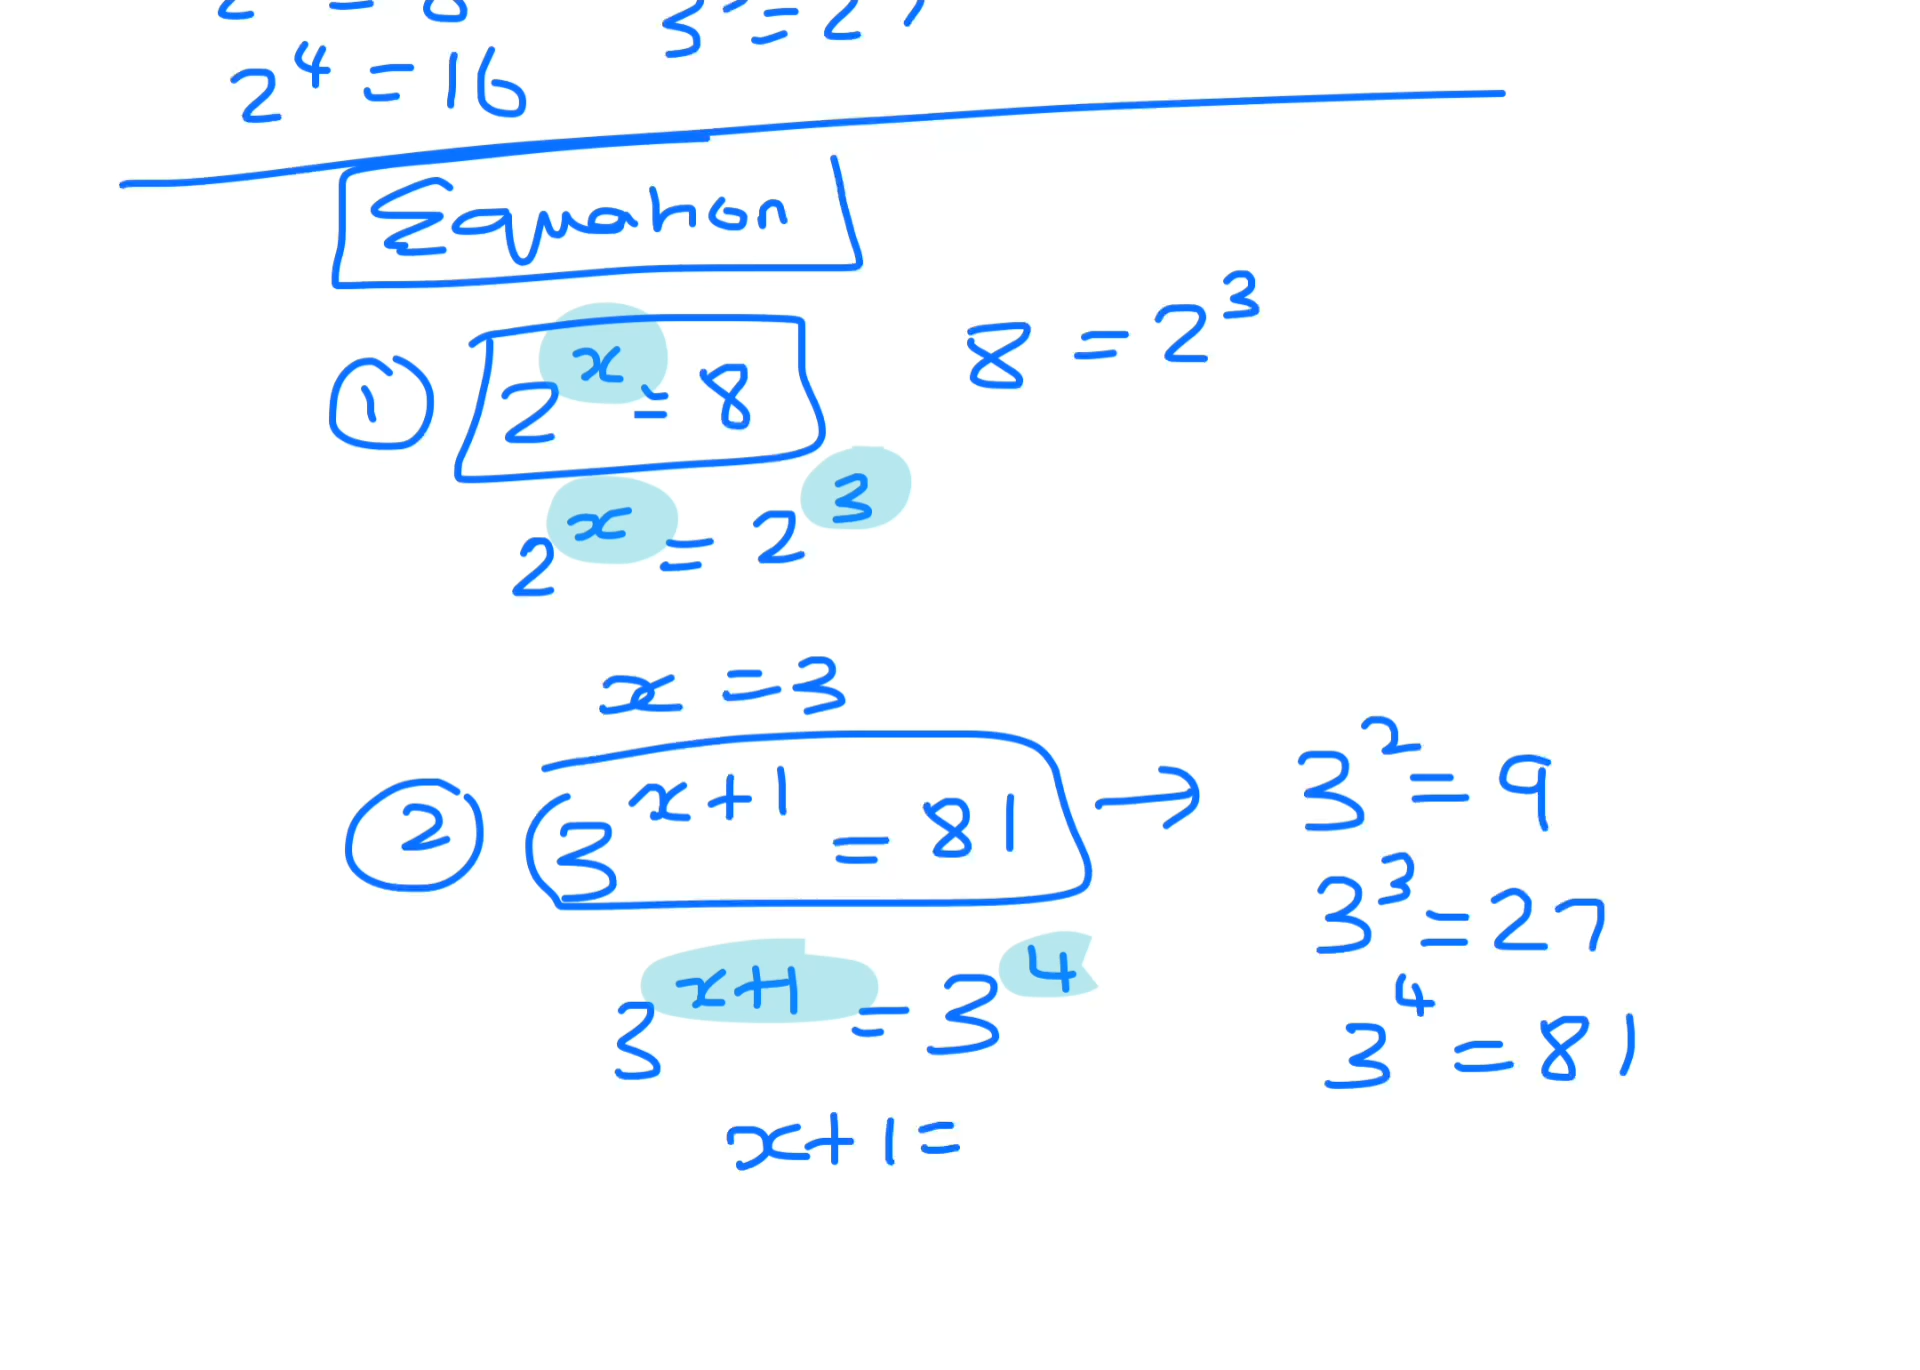 2⁴ = 16
Equation
① 2ˣ = 8
8 = 2³
2ˣ = 2³
x = 3
② 3ˣ⁺¹ = 81 →
3² = 9
3³ = 27
3⁴ = 81
3ˣ⁺¹ = 3⁴
x+1 =